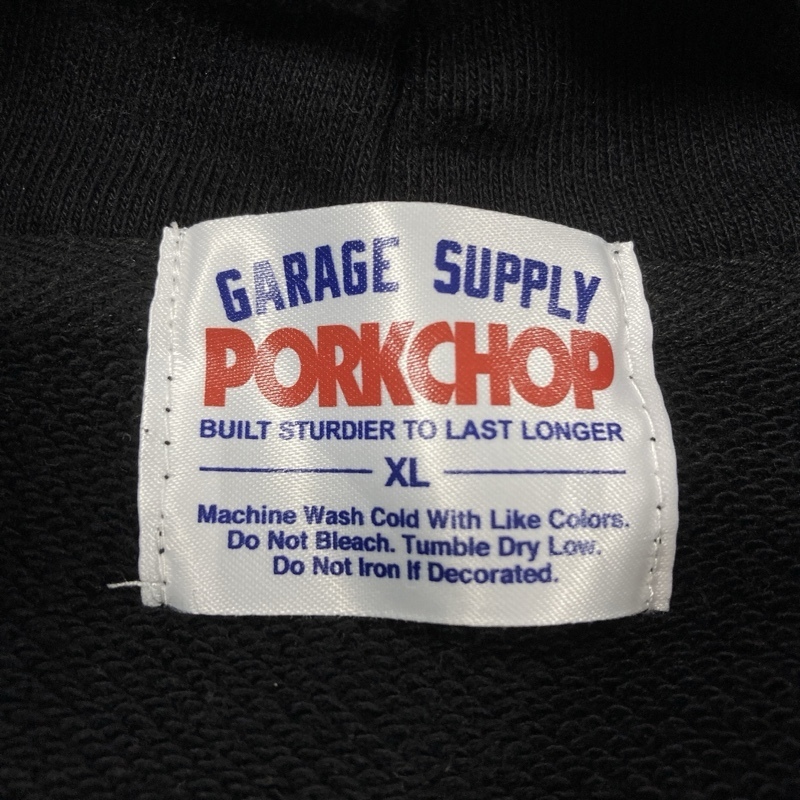 GARAGE SUPPLY
PORKCHOP
BUILT STURDIER TO LAST LONGER
XL
Machine Wash Cold With Like Colors.
Do Not Bleach. Tumble Dry Low.
Do Not Iron If Decorated.